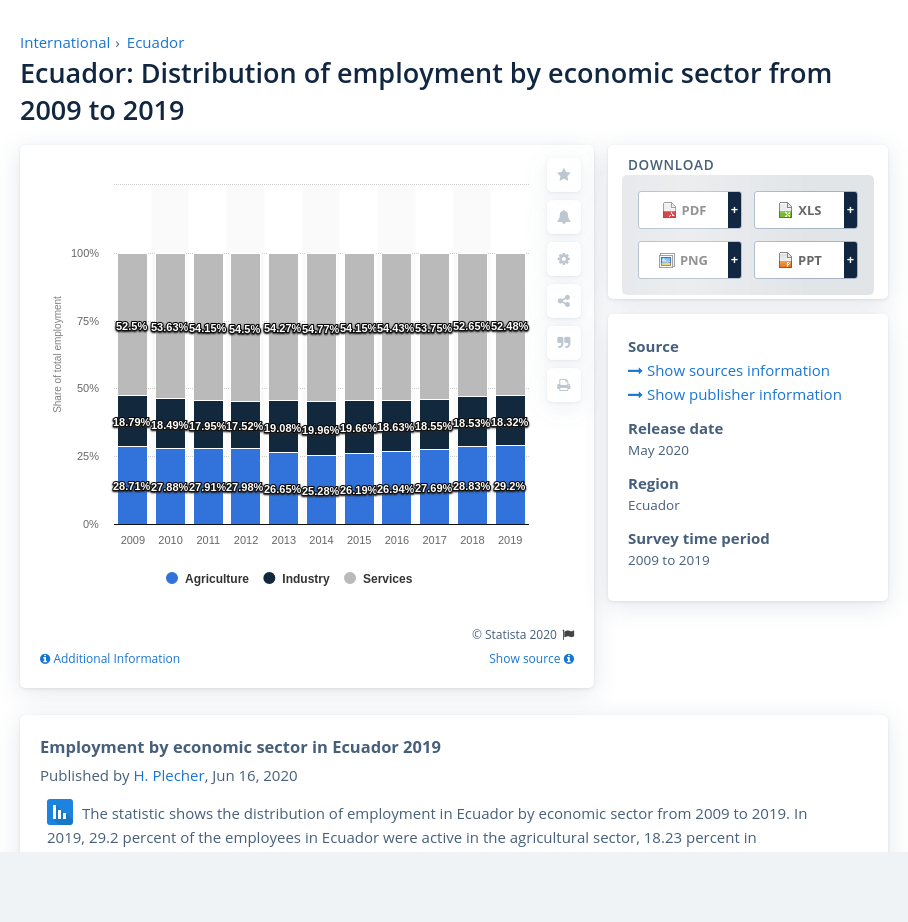 International › Ecuador
Ecuador: Distribution of employment by economic sector from
2009 to 2019
100%
75%
50%
25%
0%
Share of total employment
52.5% 53.63% 54.15% 54.5% 54.27% 54.77% 54.15% 54.43% 53.75% 52.65% 52.48%
18.79% 18.49% 17.95% 17.52% 19.08% 19.96% 19.66% 18.63% 18.55% 18.53% 18.32%
28.71% 27.88% 27.91% 27.98% 26.65% 25.28% 26.19% 26.94% 27.69% 28.83% 29.2%
2009 2010 2011 2012 2013 2014 2015 2016 2017 2018 2019
Agriculture Industry Services
© Statista 2020
Additional Information
Show source
DOWNLOAD
PDF + XLS +
PNG + PPT +
Source
Show sources information
Show publisher information
Release date
May 2020
Region
Ecuador
Survey time period
2009 to 2019
Employment by economic sector in Ecuador 2019
Published by H. Plecher, Jun 16, 2020
The statistic shows the distribution of employment in Ecuador by economic sector from 2009 to 2019. In
2019, 29.2 percent of the employees in Ecuador were active in the agricultural sector, 18.23 percent in